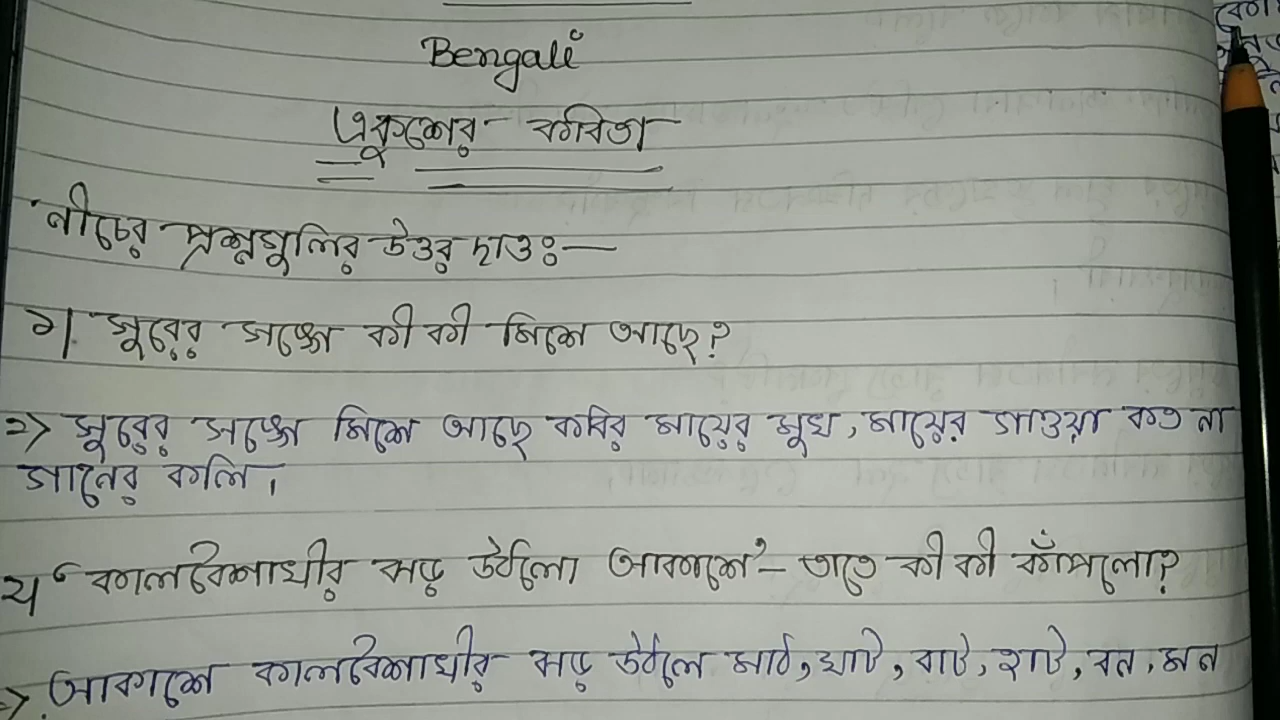 Bengali
একুশের কবিতা
নীচের প্রশ্নগুলির উত্তর দাওঃ—
১। সুরের সঙ্গে কী কী মিশে আছে?
=> সুরের সঙ্গে মিশে আছে কবির মায়ের মুখ, মায়ের গাওয়া কত না
গানের কলি।
২। 'কালবৈশাখীর ঝড় উঠলো আকাশে'- তাতে কী কী কাঁপলো?
=> আকাশে কালবৈশাখীর ঝড় উঠলে মাঠ, ঘাট, বাট, হাট, বন, মন